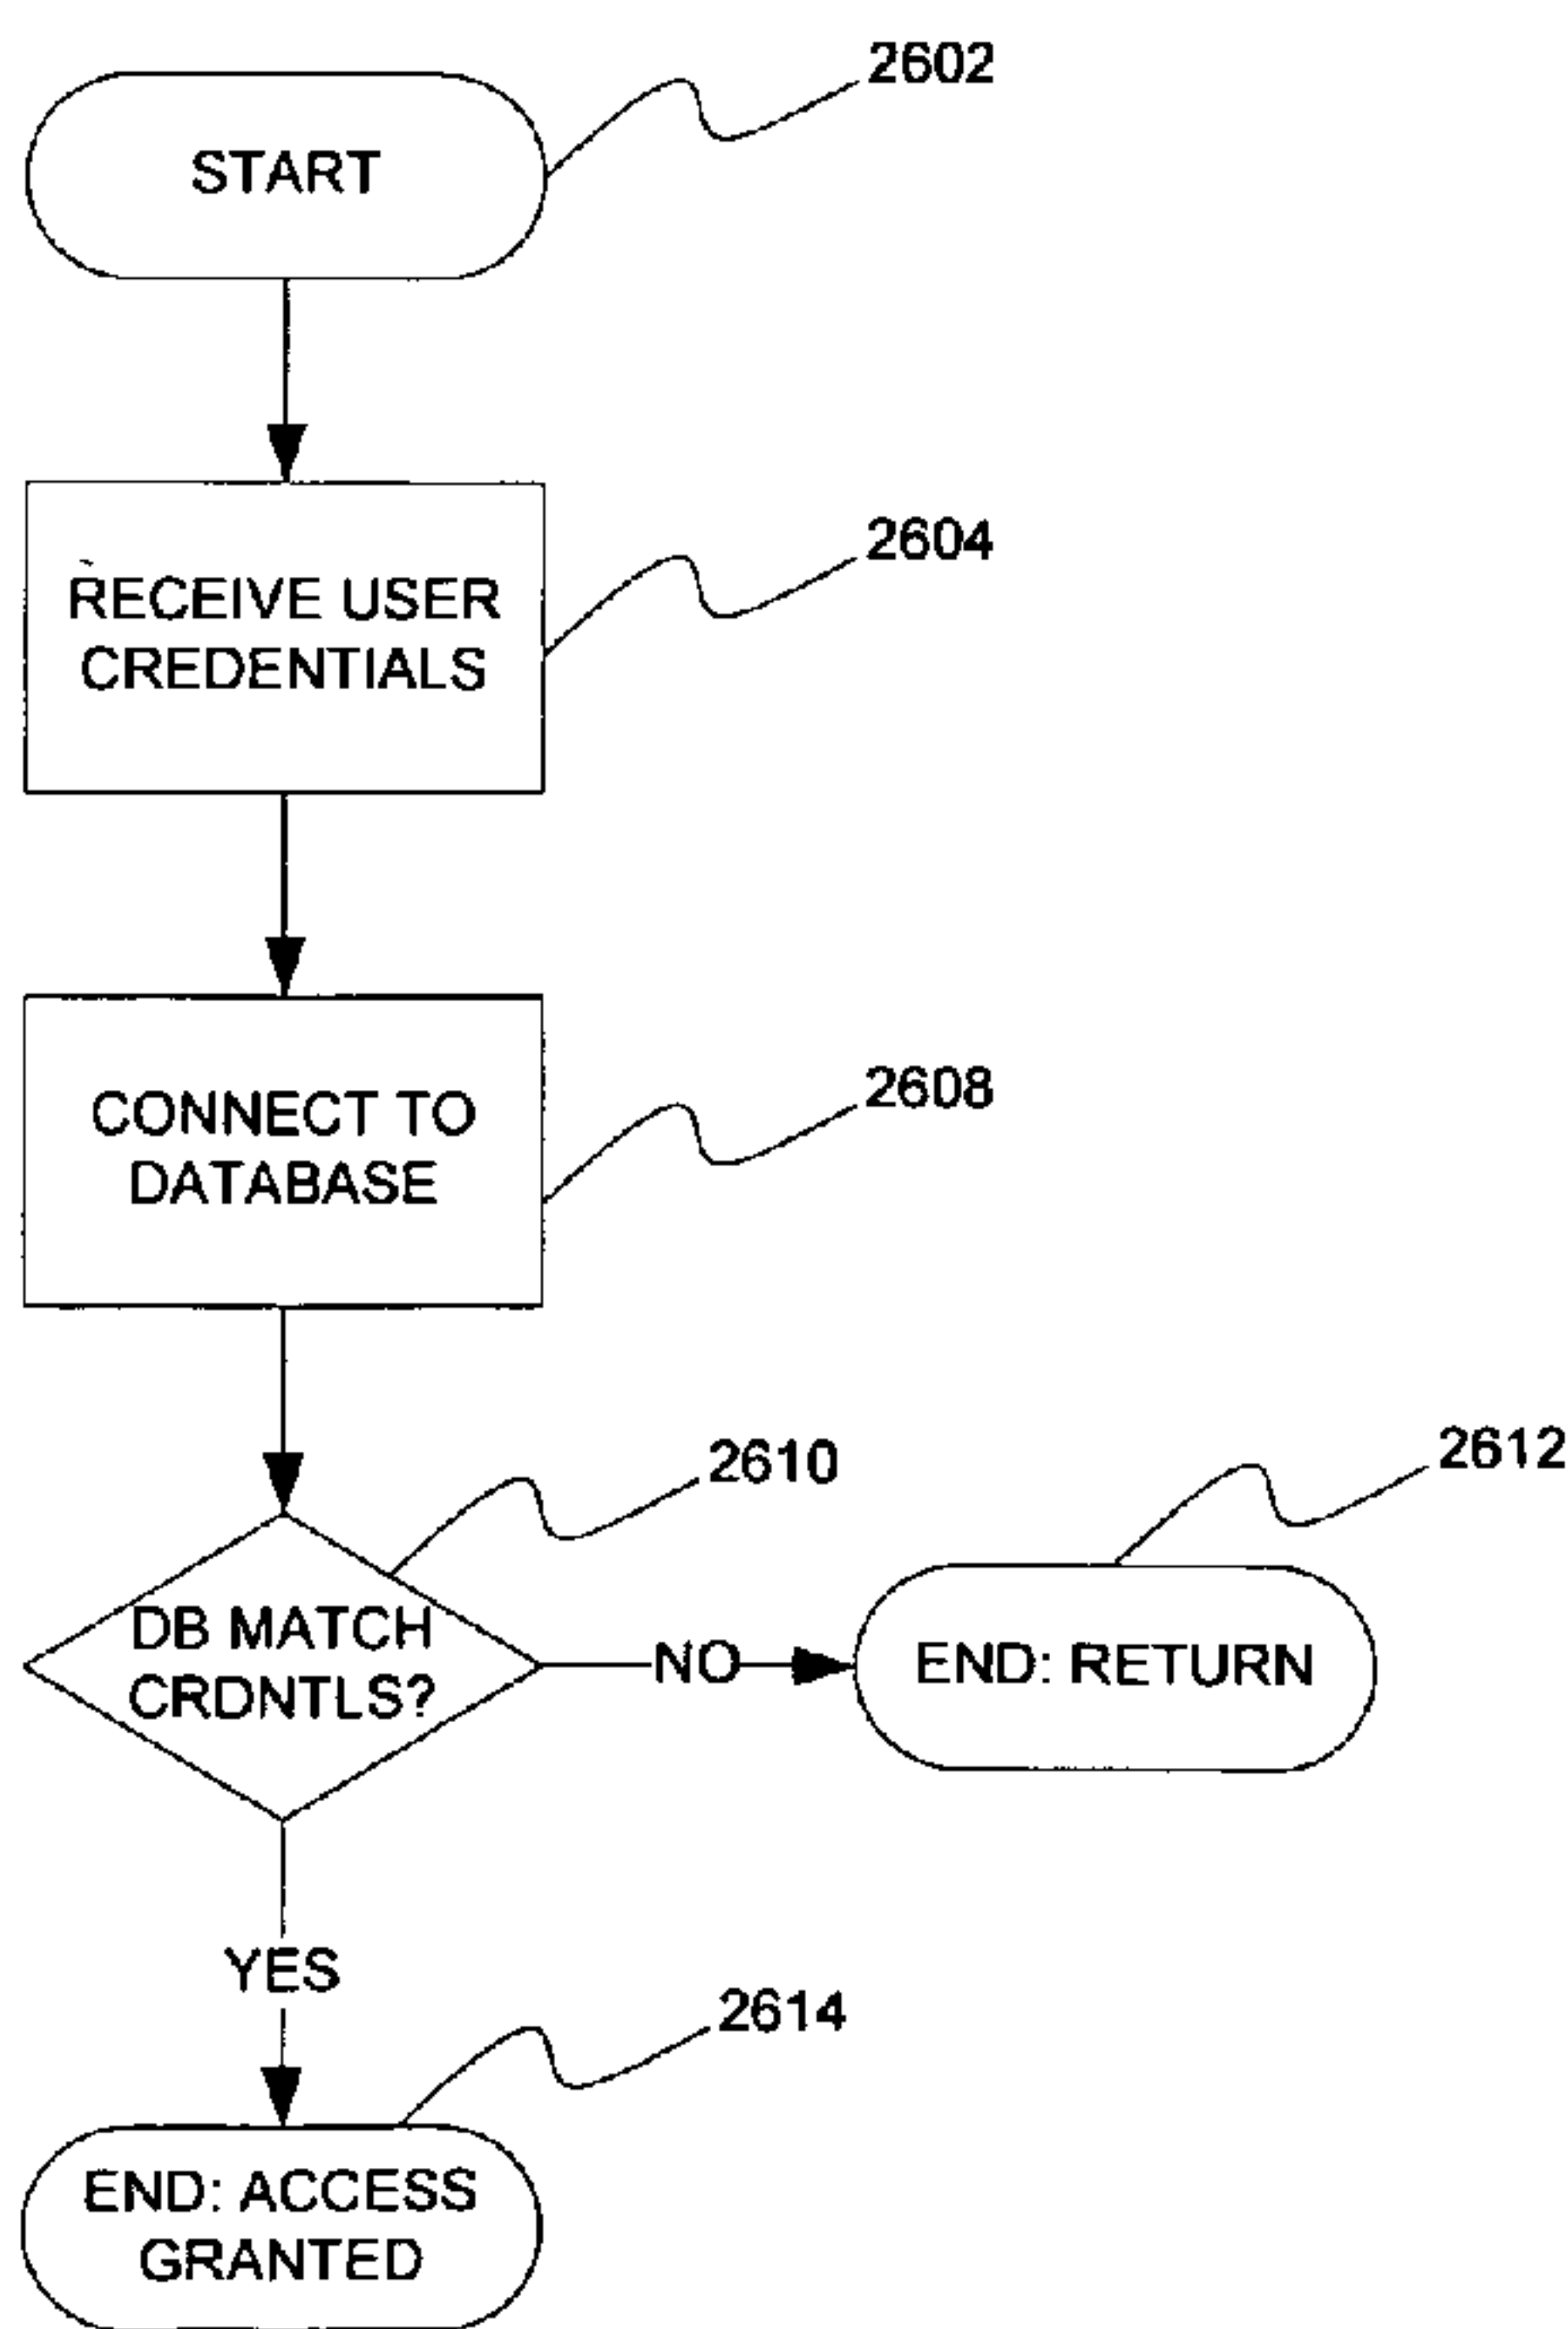 2602
START
2604
RECEIVE USER
CREDENTIALS
2608
CONNECT TO
DATABASE
2610
2612
DB MATCH
CRDNTLS?
NO
END: RETURN
YES
2614
END: ACCESS
GRANTED